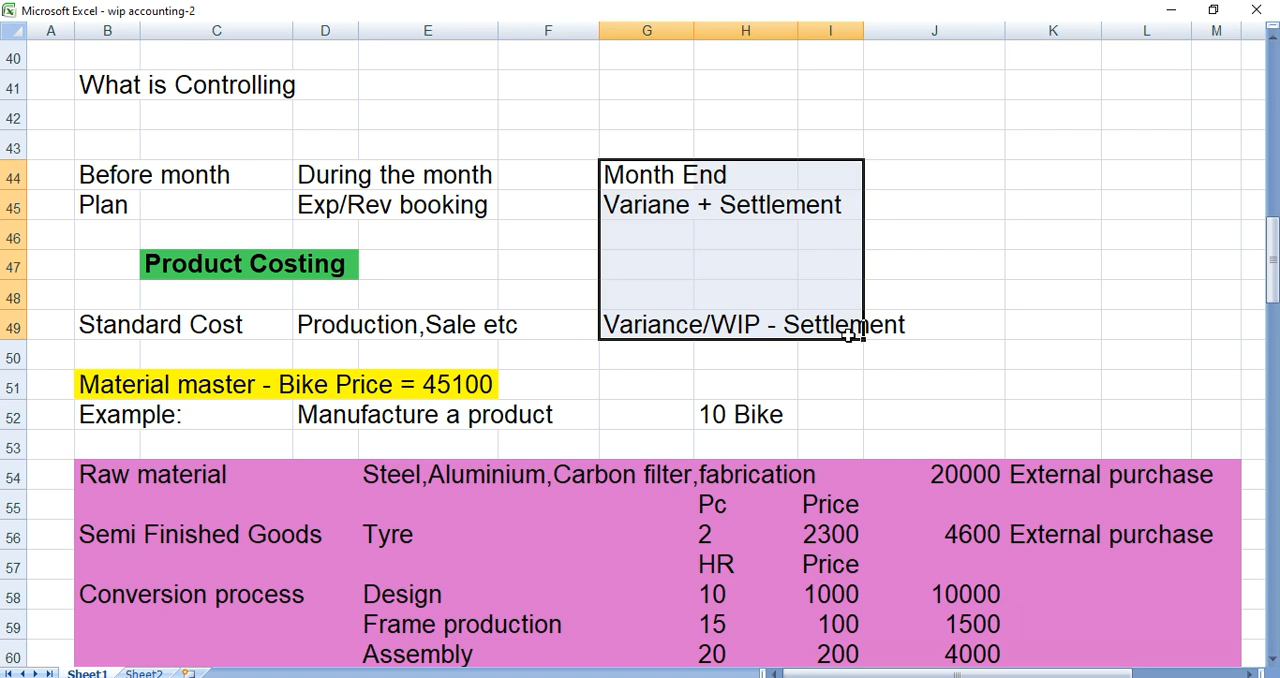 Microsoft Excel - wip accounting-2
A B C D E F G H I J K L M
40
41 What is Controlling
42
43
44 Before month During the month Month End
45 Plan Exp/Rev booking Variane + Settlement
46
47 Product Costing
48
49 Standard Cost Production,Sale etc Variance/WIP - Settlement
50
51 Material master - Bike Price = 45100
52 Example: Manufacture a product 10 Bike
53
54 Raw material Steel,Aluminium,Carbon filter,fabrication 20000 External purchase
55 Pc Price
56 Semi Finished Goods Tyre 2 2300 4600 External purchase
57 HR Price
58 Conversion process Design 10 1000 10000
59 Frame production 15 100 1500
60 Assembly 20 200 4000
Sheet1 Sheet2